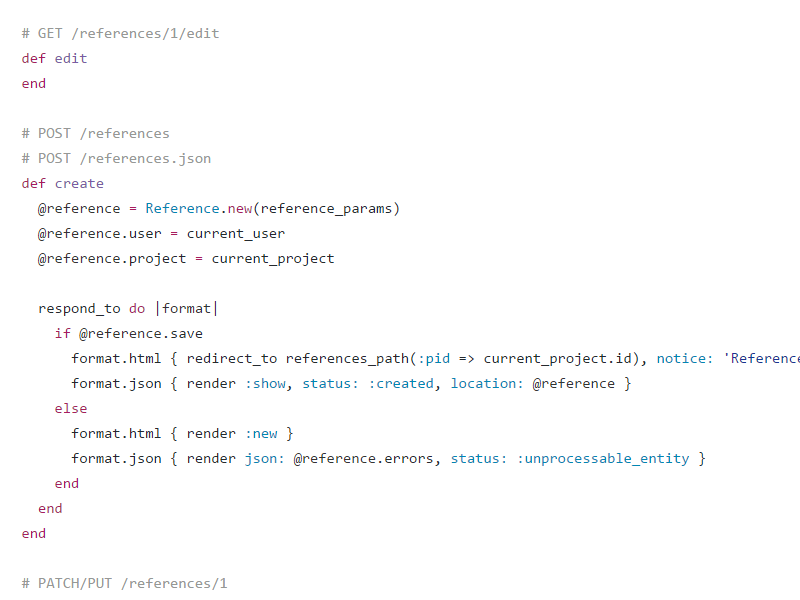 # GET /references/1/edit
def edit
end
# POST /references
# POST /references.json
def create
@reference = Reference.new(reference_params)
@reference.user = current_user
@reference.project = current_project
respond_to do |format|
if @reference.save
format.html { redirect_to references_path(:pid => current_project.id), notice: 'Reference
format.json { render :show, status: :created, location: @reference }
else
format.html { render :new }
format.json { render json: @reference.errors, status: :unprocessable_entity }
end
end
end
# PATCH/PUT /references/1